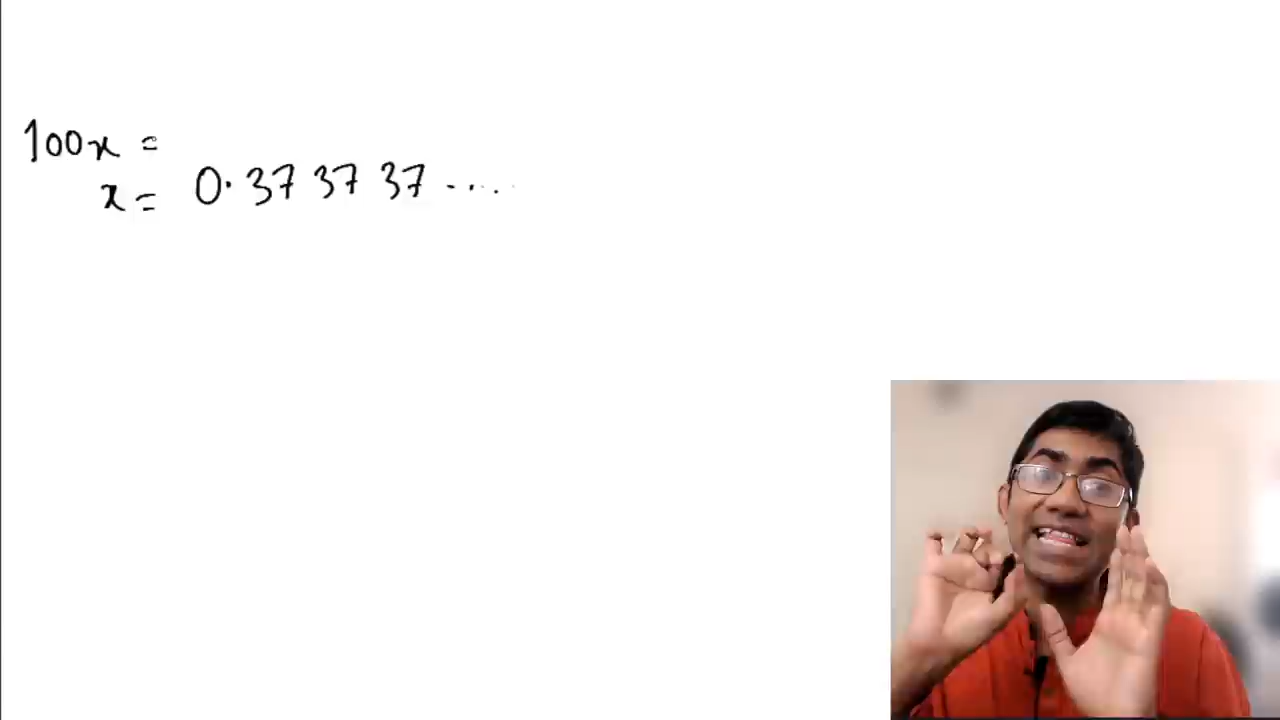 100x =
x = 0.37 37 37 .....